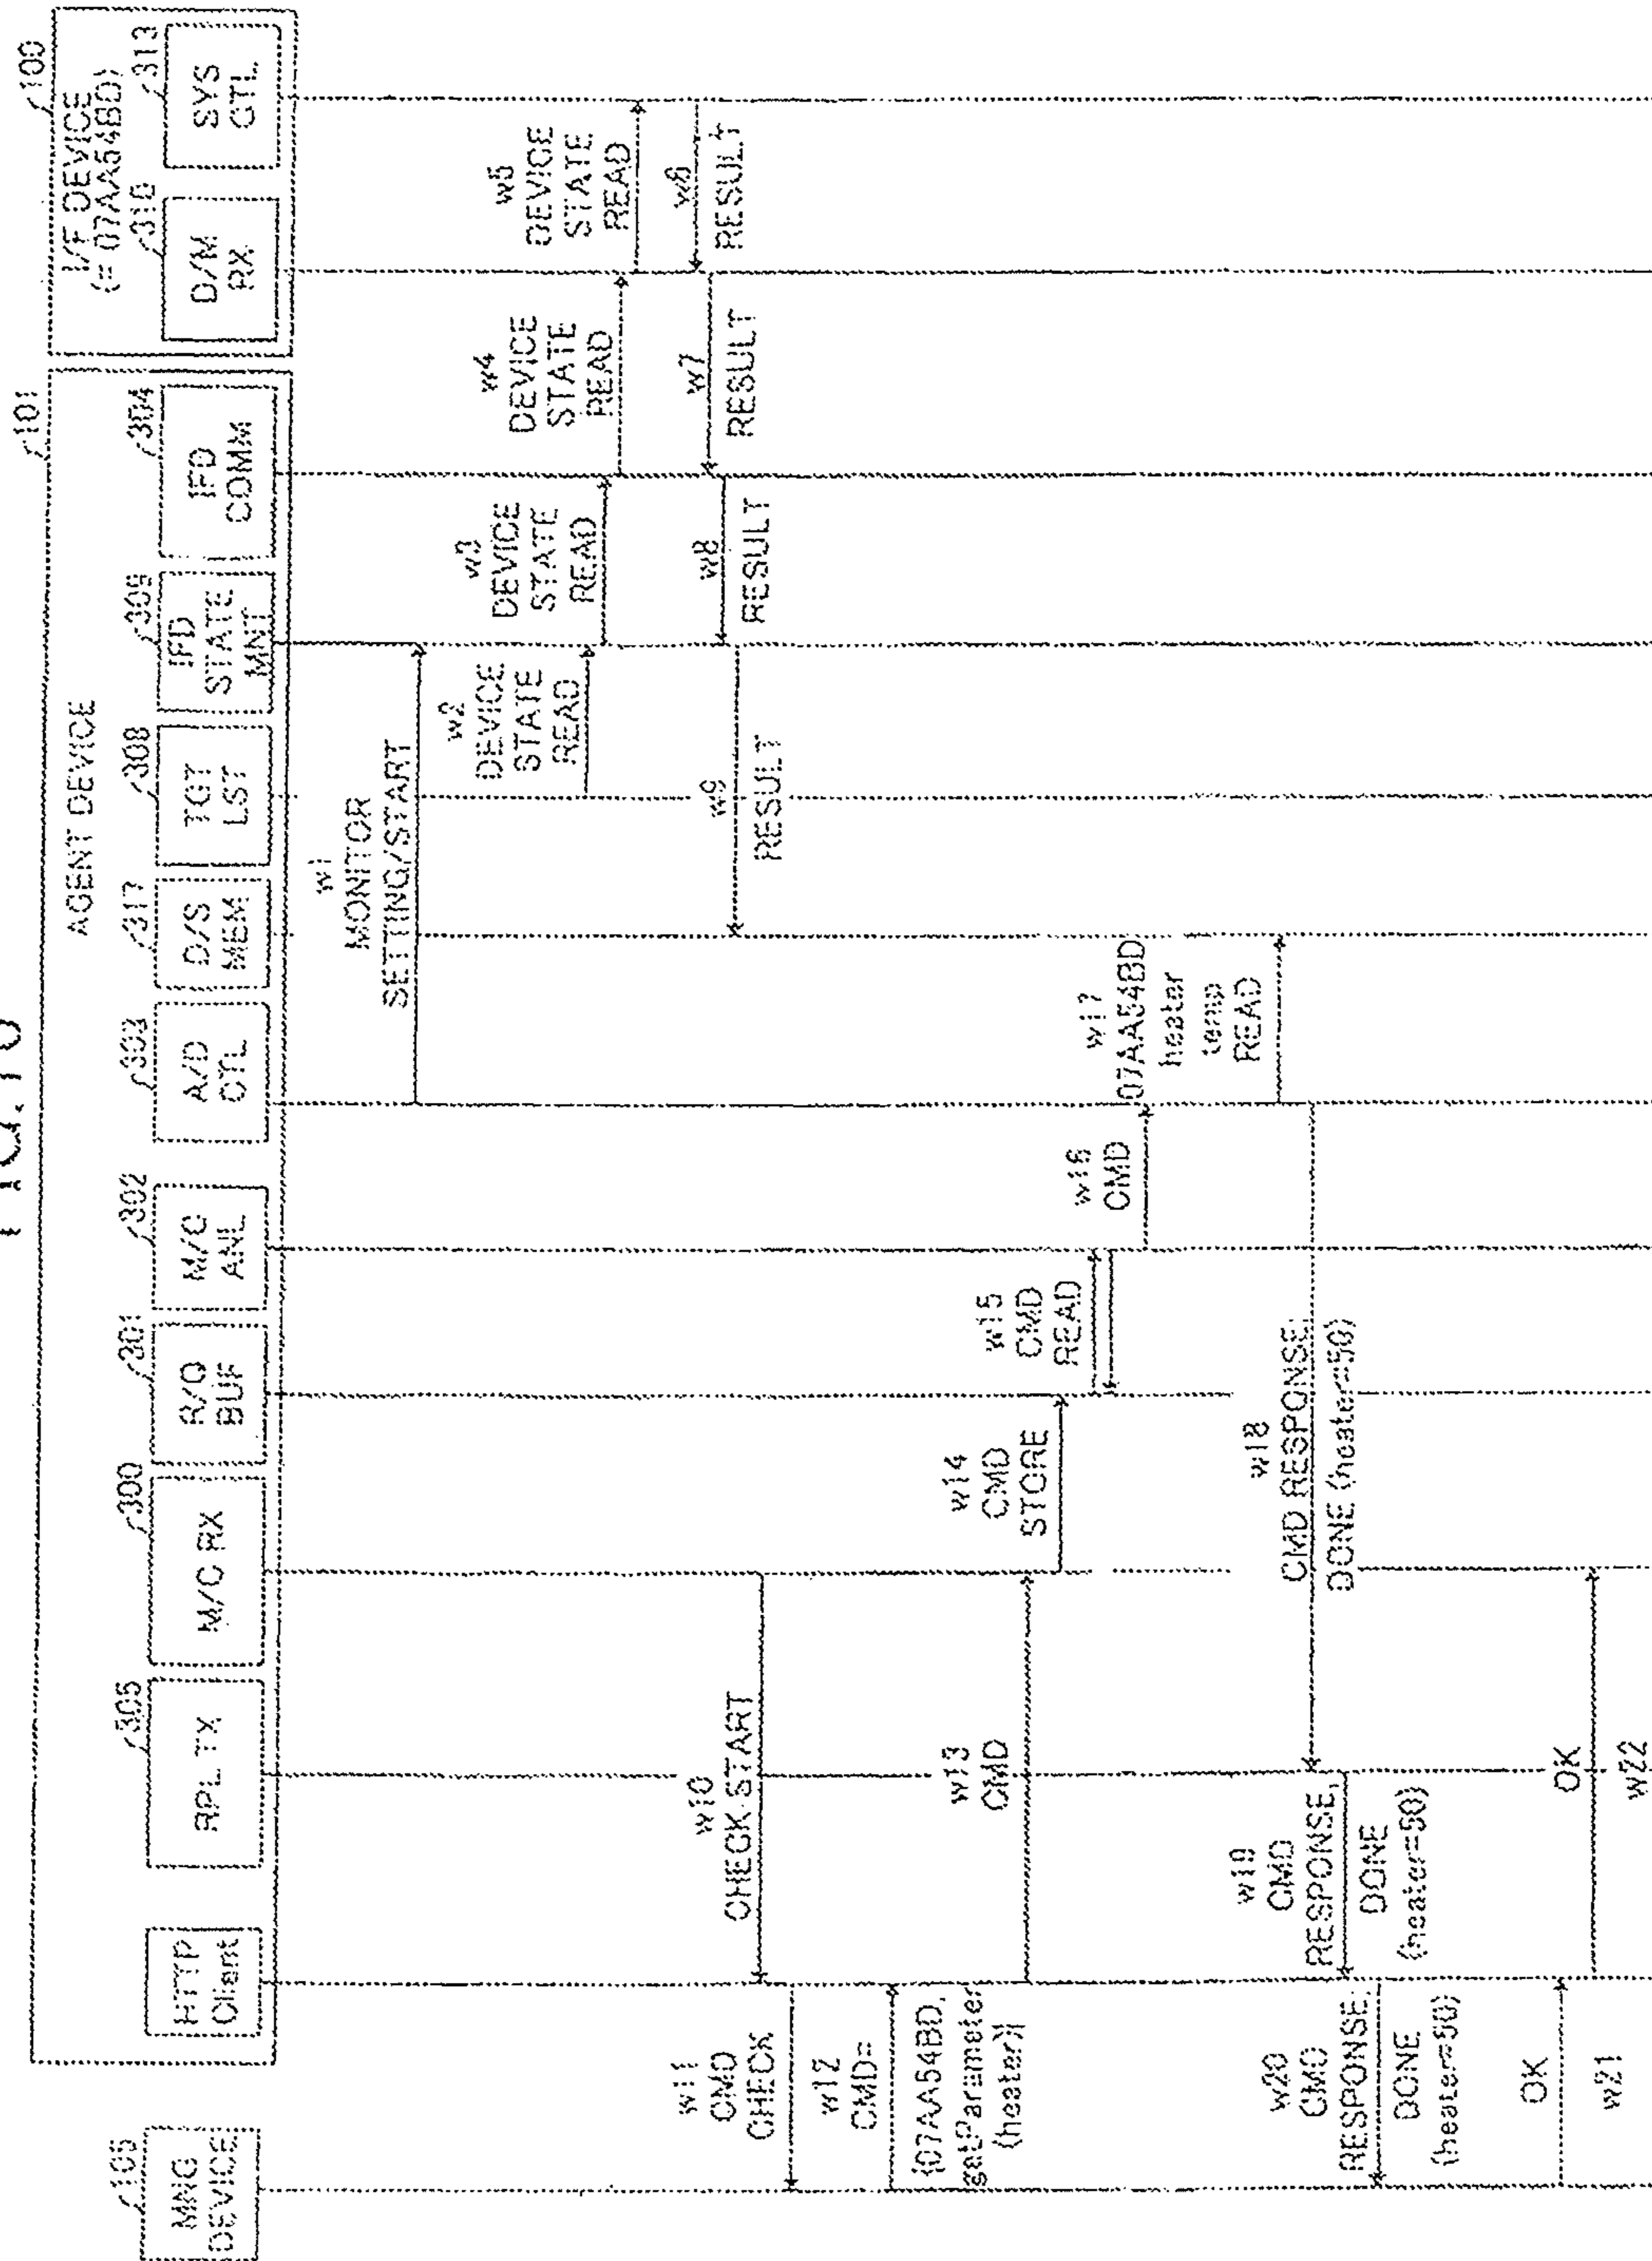 AGENT DEVICE
101
I/F DEVICE
(= 07AA54BD)
100
MNG
DEVICE
105
HTTP
Client
RPL TX
305
M/C RX
300
R/Q
BUF
301
M/C
ANL
302
A/D
CTL
303
D/S
MEM
317
TGT
LST
308
IFD
STATE
MNT
309
IFD
COMM
304
D/M
RX
310
SYS
CTL
313
w1
MONITOR
SETTING/START
w2
DEVICE
STATE
READ
w3
DEVICE
STATE
READ
w4
DEVICE
STATE
READ
w5
DEVICE
STATE
READ
w6
RESULT
w7
RESULT
w8
RESULT
w9
RESULT
w10
CHECK START
w11
CMD
CHECK
w12
CMD=
{07AA54BD,
getParameter
(heater)}
w13
CMD
w14
CMD
STORE
w15
CMD
READ
w16
CMD
w17
07AA54BD
heater
temp
READ
w18
CMD RESPONSE,
DONE (heater=50)
w19
CMD
RESPONSE,
DONE
(heater=50)
w20
CMD
RESPONSE,
DONE
(heater=50)
OK
w21
OK
w22